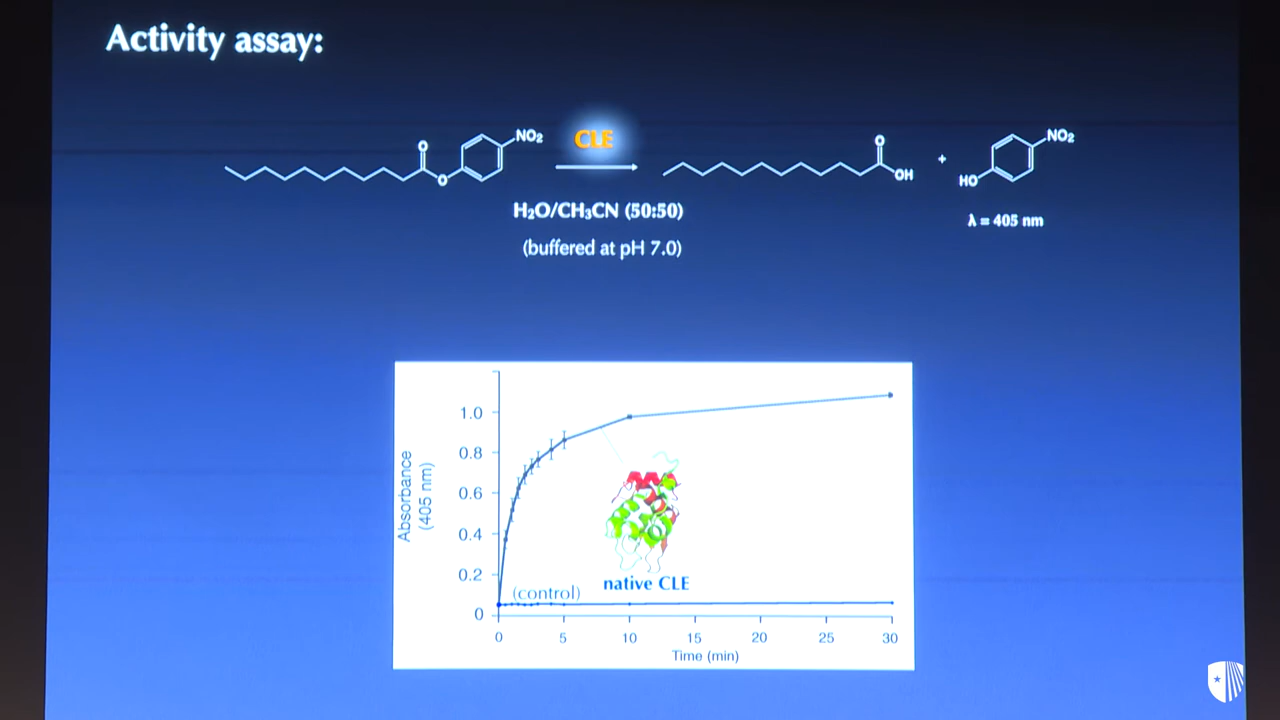 Activity assay:
O
O
NO₂
CLE
H₂O/CH₃CN (50:50)
(buffered at pH 7.0)
O
OH
+
HO
NO₂
λ = 405 nm
Absorbance
(405 nm)
1.0
0.8
0.6
0.4
0.2
0
(control)
native CLE
0 5 10 15 20 25 30
Time (min)